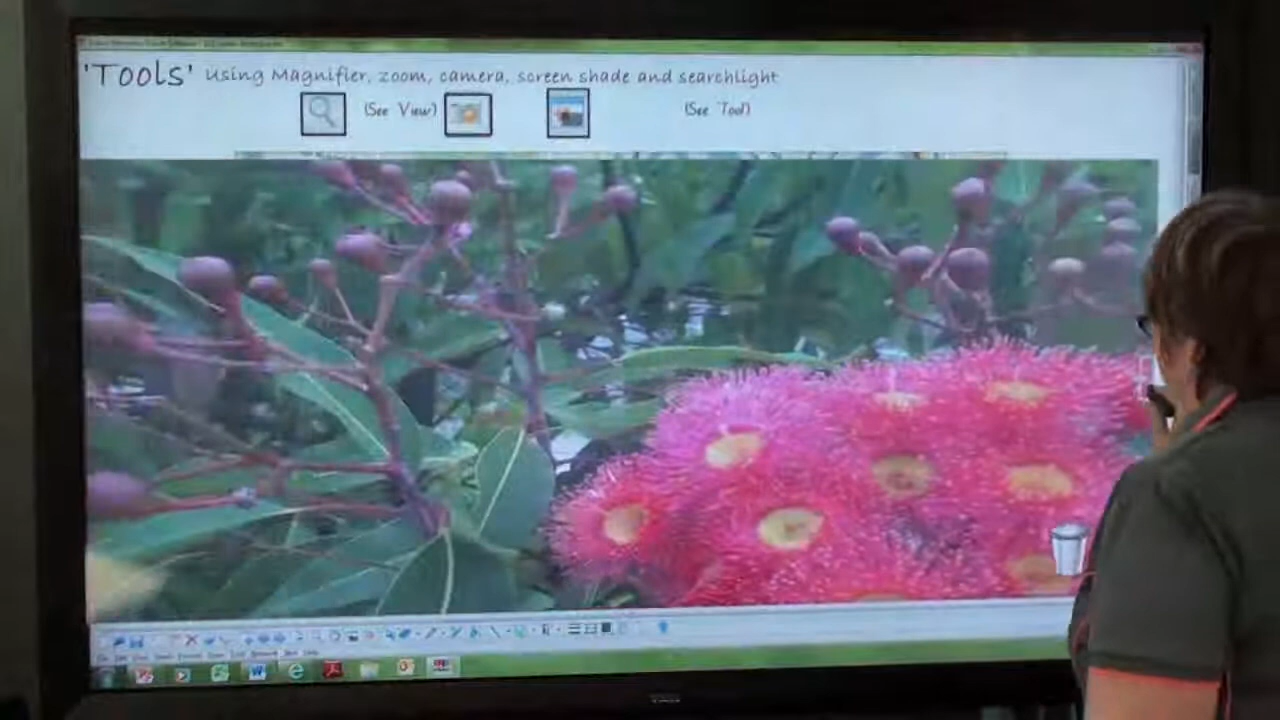 'Tools' Using Magnifier, zoom, camera, screen shade and searchlight
(See View)
(See Tool)